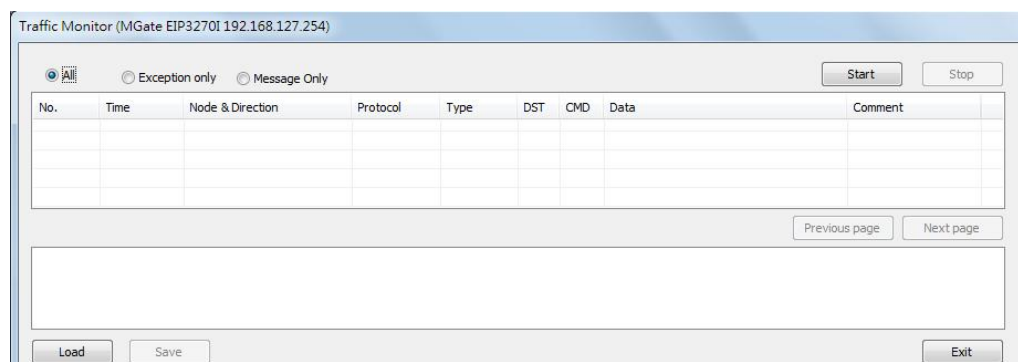 Traffic Monitor (MGate EIP3270I 192.168.127.254)
All Exception only Message Only Start Stop
No. Time Node & Direction Protocol Type DST CMD Data Comment
Previous page Next page
Load Save Exit